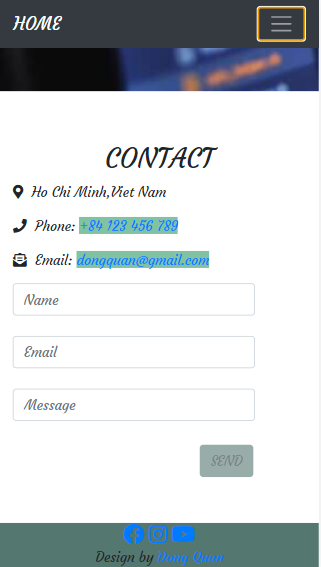 HOME
CONTACT
Ho Chi Minh,Viet Nam
Phone: +84 123 456 789
Email: dongquan@gmail.com
Name
Email
Message
SEND
Design by Dong Quan